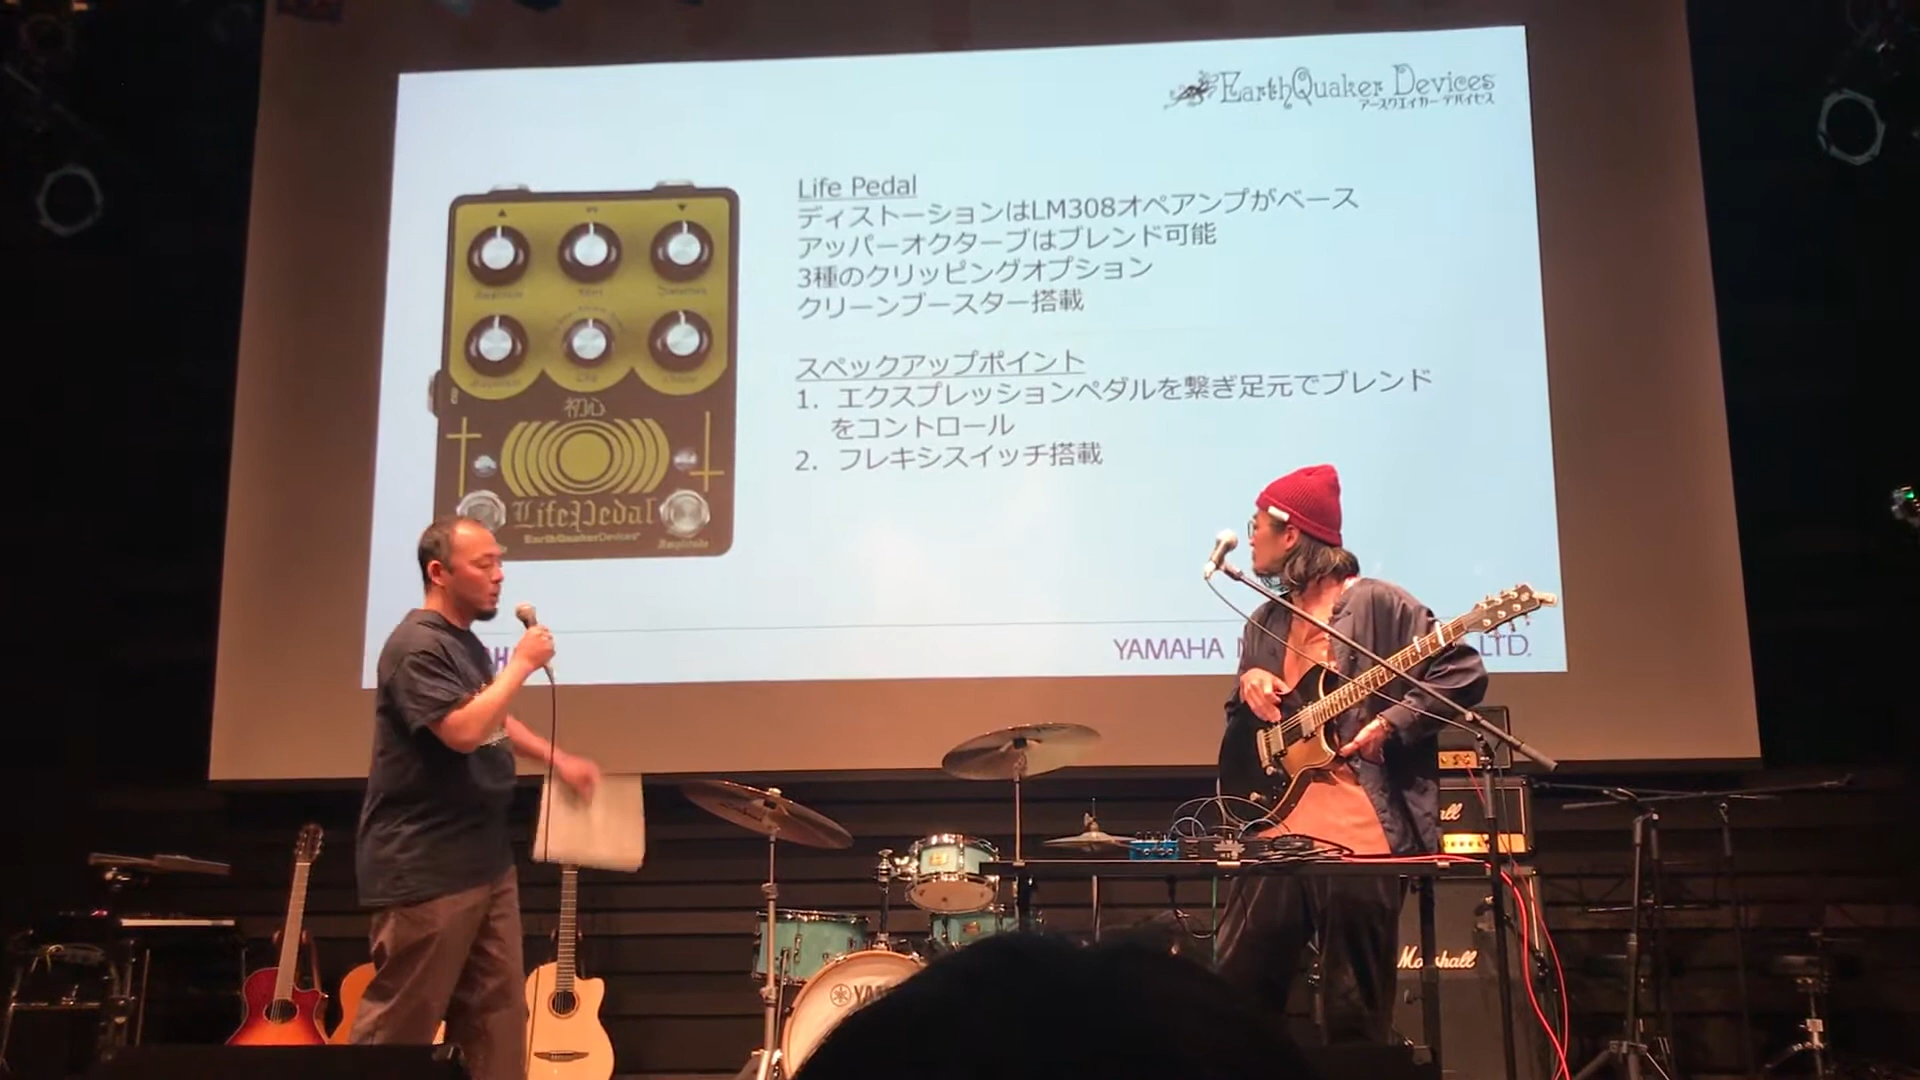 EarthQuaker Devices
アースクエイカーデバイセス
Life Pedal
ディストーションはLM308オペアンプがベース
アッパーオクターブはブレンド可能
3種のクリッピングオプション
クリーンブースター搭載
スペックアップポイント
1. エクスプレッションペダルを繋ぎ足元でブレンド
をコントロール
2. フレキシスイッチ搭載
初心
LifePedal
EarthQuakerDevices
Amplitude
YAMAHA
LTD.
Marshall